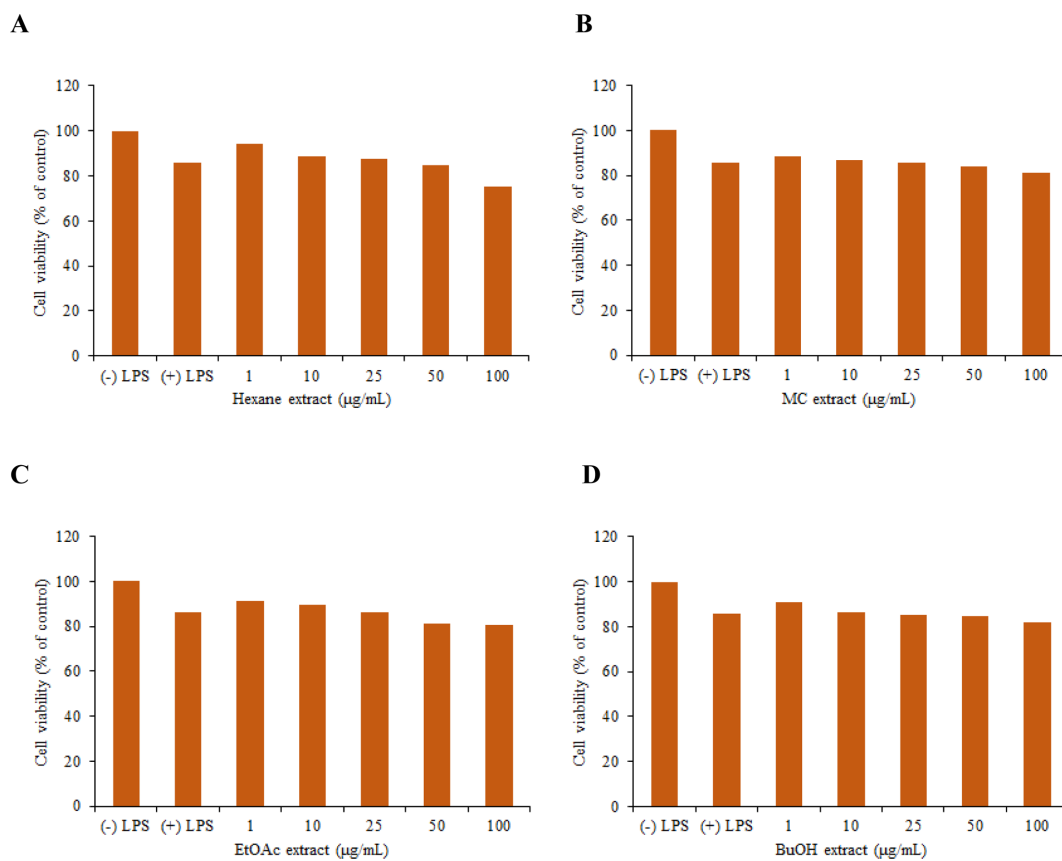 A
120
100
80
60
40
20
0
Cell viability (% of control)
(-) LPS (+) LPS 1 10 25 50 100
Hexane extract (μg/mL)
B
120
100
80
60
40
20
0
Cell viability (% of control)
(-) LPS (+) LPS 1 10 25 50 100
MC extract (μg/mL)
C
120
100
80
60
40
20
0
Cell viability (% of control)
(-) LPS (+) LPS 1 10 25 50 100
EtOAc extract (μg/mL)
D
120
100
80
60
40
20
0
Cell viability (% of control)
(-) LPS (+) LPS 1 10 25 50 100
BuOH extract (μg/mL)